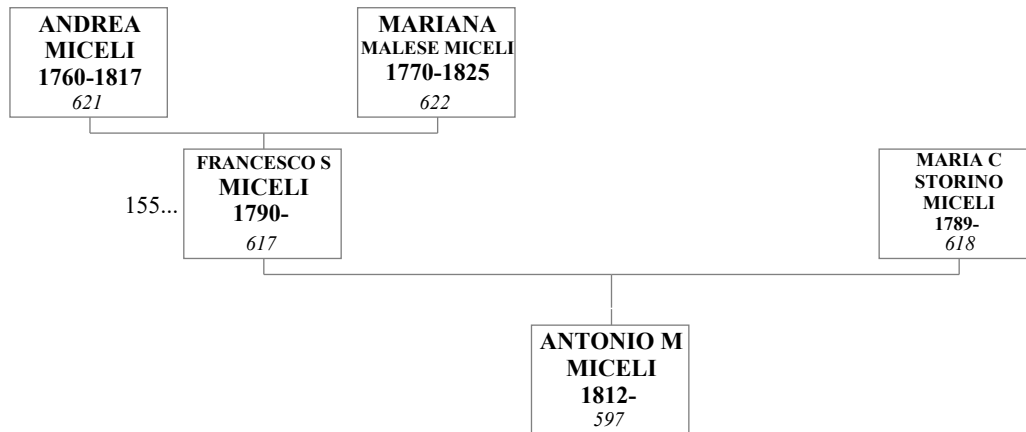 ANDREA
MICELI
1760-1817
621
MARIANA
MALESE MICELI
1770-1825
622
155...
FRANCESCO S
MICELI
1790-
617
MARIA C
STORINO
MICELI
1789-
618
ANTONIO M
MICELI
1812-
597